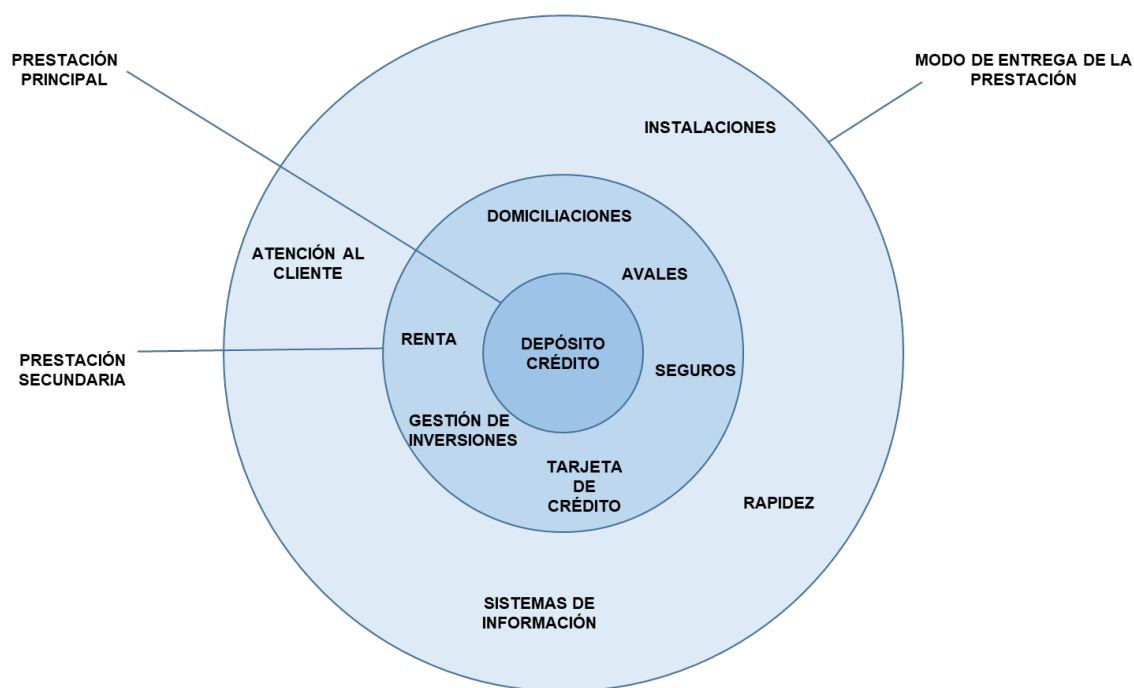 PRESTACIÓN
PRINCIPAL
MODO DE ENTREGA DE LA
PRESTACIÓN
INSTALACIONES
DOMICILIACIONES
ATENCIÓN AL
CLIENTE
AVALES
RENTA
DEPÓSITO
CRÉDITO
PRESTACIÓN
SECUNDARIA
SEGUROS
GESTIÓN DE
INVERSIONES
TARJETA
DE
CRÉDITO
RAPIDEZ
SISTEMAS DE
INFORMACIÓN